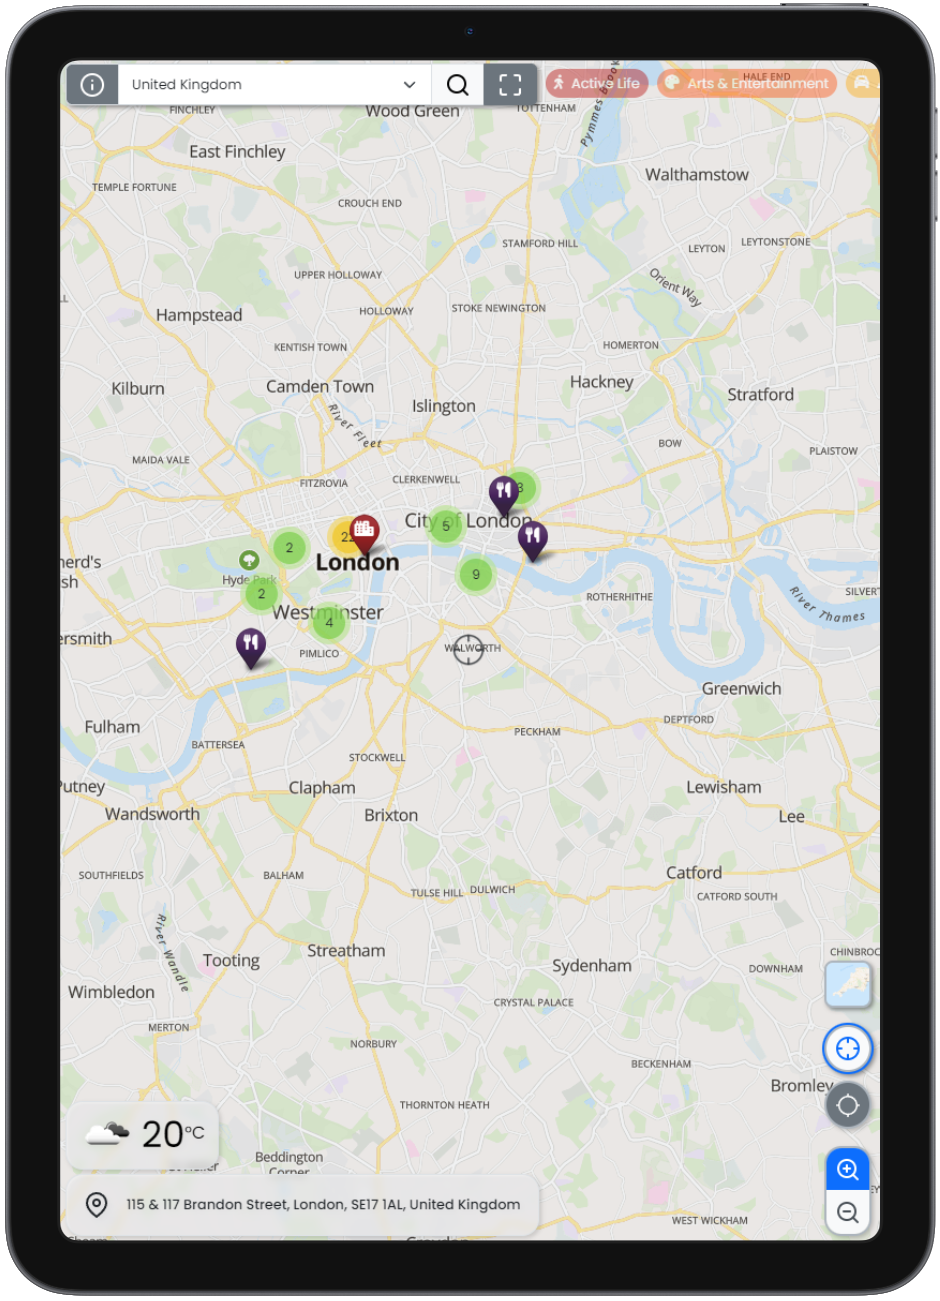 United Kingdom
Active Life
Arts & Entertainment
HALE END
FINCHLEY
Wood Green
TOTTENHAM
Pymmes Brook
East Finchley
Walthamstow
TEMPLE FORTUNE
CROUCH END
STAMFORD HILL
LEYTON
LEYTONSTONE
UPPER HOLLOWAY
Orient Way
Hampstead
HOLLOWAY
STOKE NEWINGTON
KENTISH TOWN
HOMERTON
Kilburn
Camden Town
Hackney
Stratford
Islington
River Fleet
BOW
PLAISTOW
MAIDA VALE
FITZROVIA
CLERKENWELL
3
City of London
5
2
London
9
herd's
sh
Hyde Park
2
ROTHERHITHE
SILVERT
River Thames
Westminster
4
ersmith
PIMLICO
WALWORTH
Greenwich
DEPTFORD
Fulham
BATTERSEA
PECKHAM
STOCKWELL
Putney
Clapham
Lewisham
Wandsworth
Brixton
Lee
SOUTHFIELDS
BALHAM
Catford
TULSE HILL
DULWICH
CATFORD SOUTH
River Wandle
Streatham
CHINBROO
Tooting
Sydenham
DOWNHAM
Wimbledon
CRYSTAL PALACE
MERTON
NORBURY
BECKENHAM
Bromley
THORNTON HEATH
20°C
Beddington
Corner
115 & 117 Brandon Street, London, SE17 1AL, United Kingdom
WEST WICKHAM